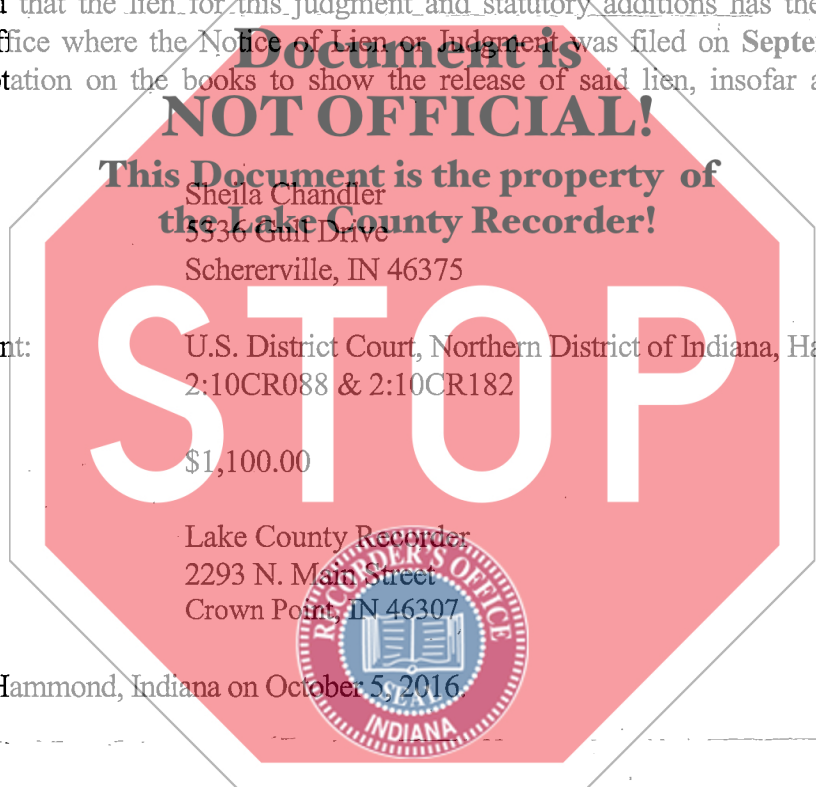 that the lien for this judgment and statutory additions has the
ffice where the Notice of Lien or Judgment was filed on Septe
Document is
tation on the books to show the release of said lien, insofar a
NOT OFFICIAL!
This Document is the property of
the Lake County Recorder!
Sheila Chandler
5536 Gull Drive
Schererville, IN 46375
STOP
nt: U.S. District Court, Northern District of Indiana, Ha
2:10CR088 & 2:10CR182
$1,100.00
Lake County Recorder
2293 N. Main Street
Crown Point, IN 46307
RECORDER'S OFFICE
SEAL
INDIANA
Hammond, Indiana on October 5, 2016.